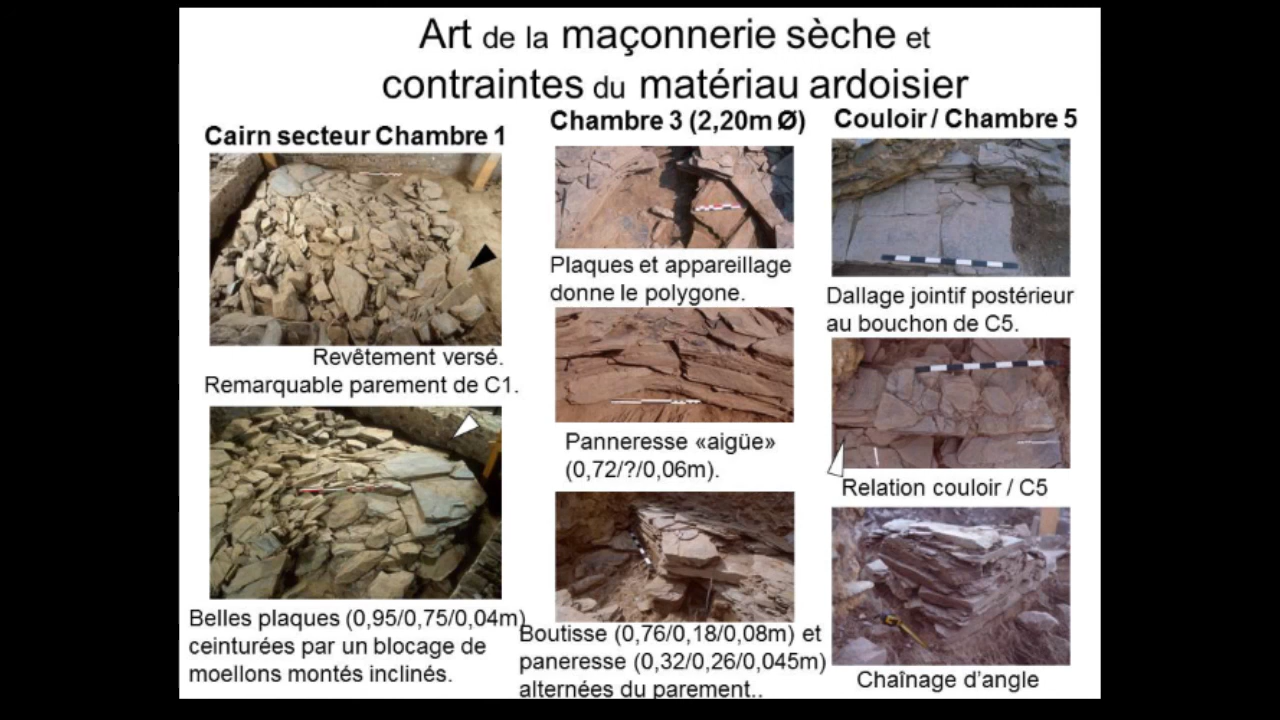 Art de la maçonnerie sèche et
contraintes du matériau ardoisier
Cairn secteur Chambre 1
Revêtement versé.
Remarquable parement de C1.
Belles plaques (0,95/0,75/0,04m)
ceinturées par un blocage de
moellons montés inclinés.
Chambre 3 (2,20m Ø)
Plaques et appareillage
donne le polygone.
Panneresse «aigüe»
(0,72/?/0,06m).
Boutisse (0,76/0,18/0,08m) et
paneresse (0,32/0,26/0,045m)
alternées du parement..
Couloir / Chambre 5
Dallage jointif postérieur
au bouchon de C5.
Relation couloir / C5
Chaînage d’angle